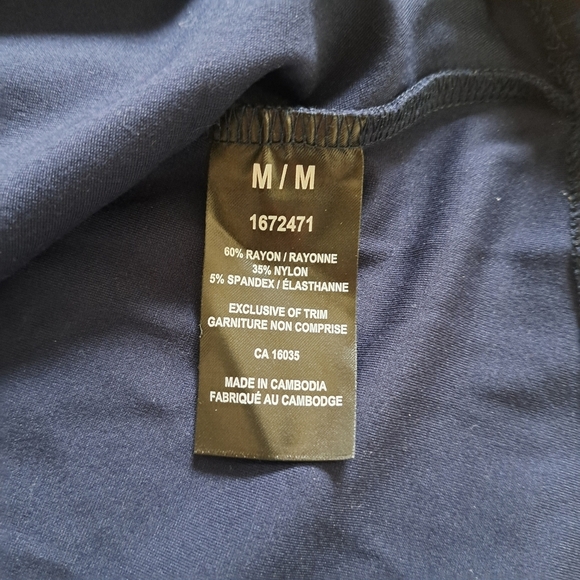 M / M
1672471
60% RAYON / RAYONNE
35% NYLON
5% SPANDEX / ÉLASTHANNE
EXCLUSIVE OF TRIM
GARNITURE NON COMPRISE
CA 16035
MADE IN CAMBODIA
FABRIQUÉ AU CAMBODGE